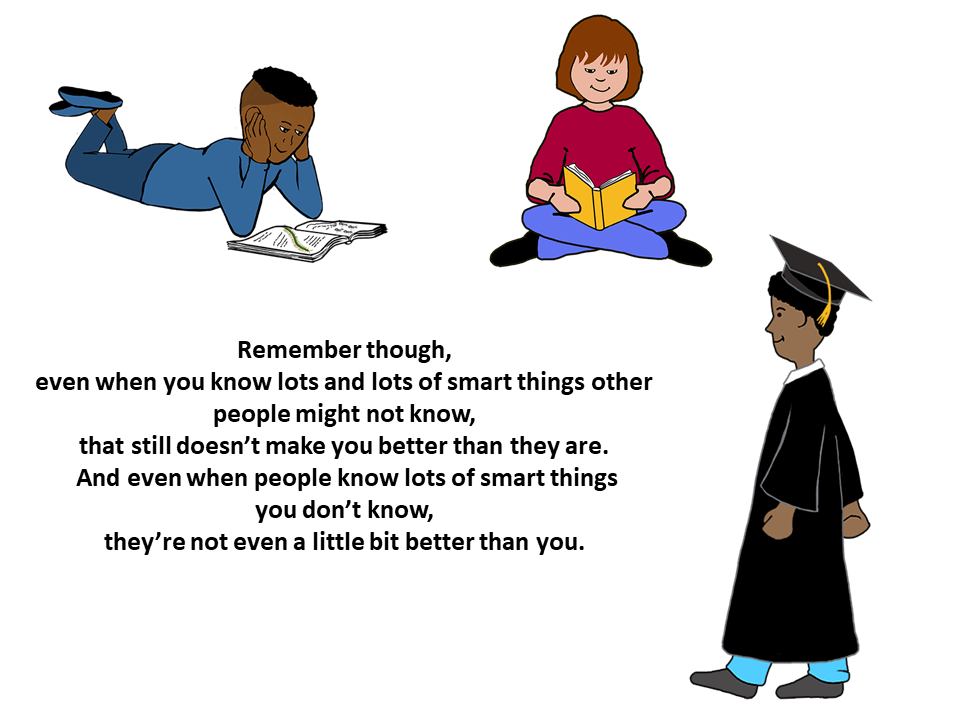 Remember though,
even when you know lots and lots of smart things other
people might not know,
that still doesn’t make you better than they are.
And even when people know lots of smart things
you don’t know,
they’re not even a little bit better than you.